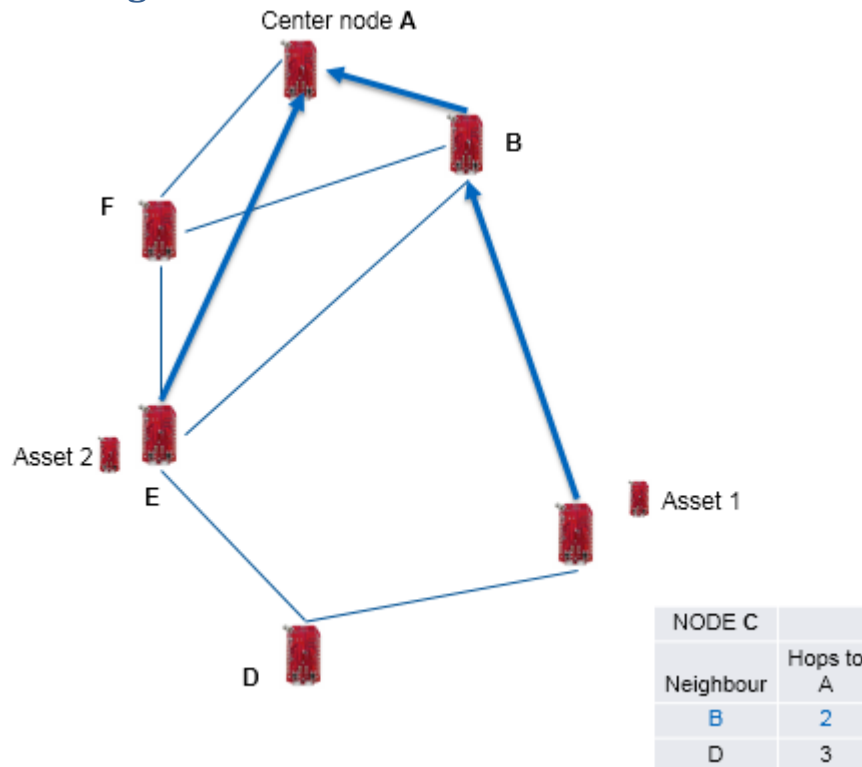 Center node A
B
F
Asset 2
E
Asset 1
D
NODE C
Neighbour Hops to A
B 2
D 3